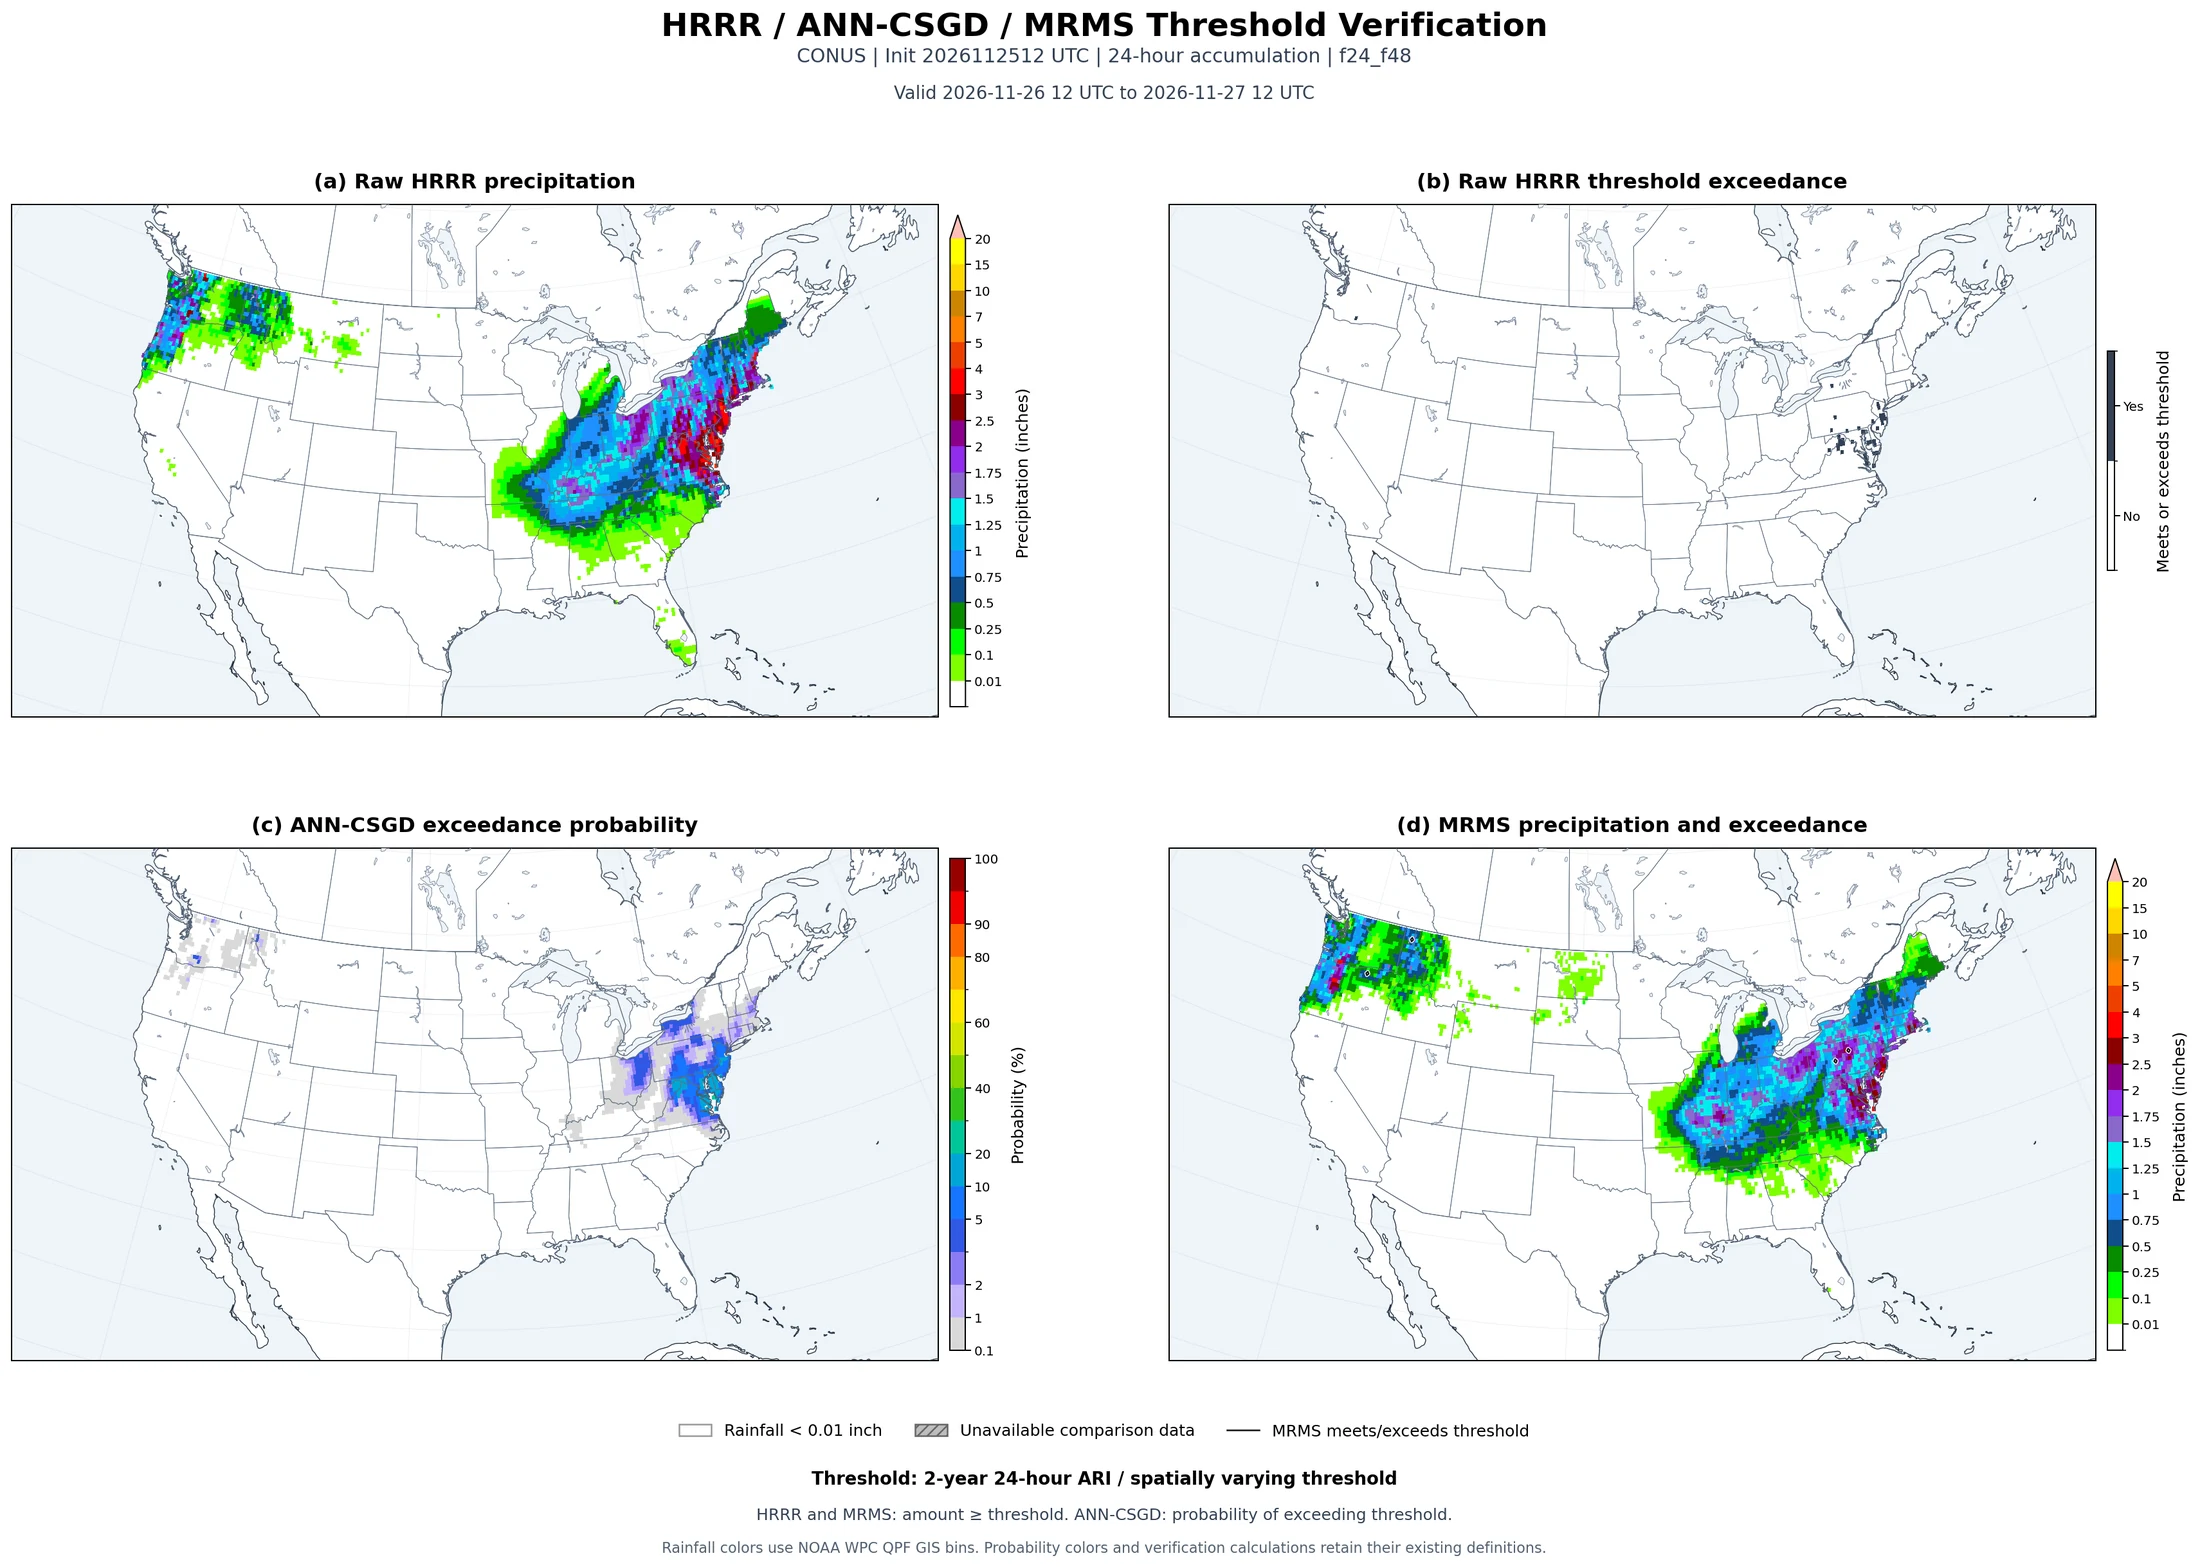 HRRR / ANN-CSGD / MRMS Threshold Verification
CONUS | Init 2026112512 UTC | 24-hour accumulation | f24_f48
Valid 2026-11-26 12 UTC to 2026-11-27 12 UTC
(a) Raw HRRR precipitation
20
15
10
7
5
4
3
2.5
2
1.75
1.5
1.25
1
0.75
0.5
0.25
0.1
0.01
Precipitation (inches)
(b) Raw HRRR threshold exceedance
Yes
No
Meets or exceeds threshold
(c) ANN-CSGD exceedance probability
100
90
80
60
40
20
10
5
2
1
0.1
Probability (%)
(d) MRMS precipitation and exceedance
20
15
10
7
5
4
3
2.5
2
1.75
1.5
1.25
1
0.75
0.5
0.25
0.1
0.01
Precipitation (inches)
Rainfall < 0.01 inch
Unavailable comparison data
MRMS meets/exceeds threshold
Threshold: 2-year 24-hour ARI / spatially varying threshold
HRRR and MRMS: amount ≥ threshold. ANN-CSGD: probability of exceeding threshold.
Rainfall colors use NOAA WPC QPF GIS bins. Probability colors and verification calculations retain their existing definitions.